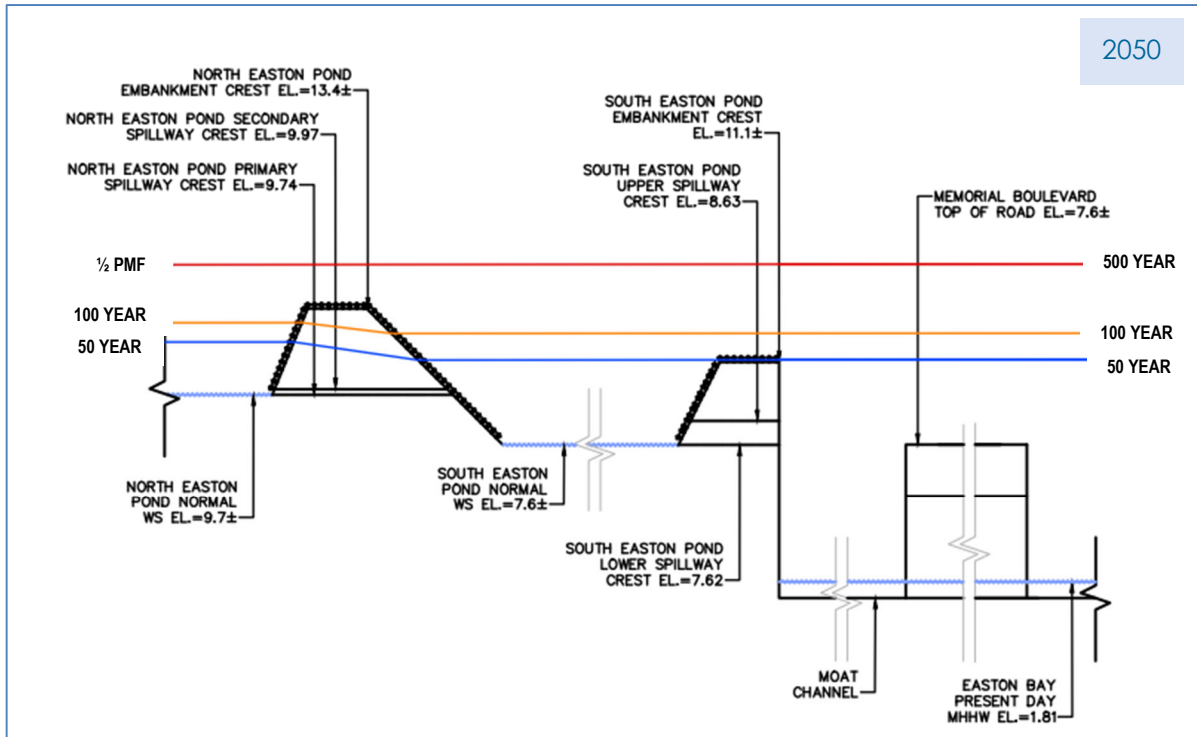 2050
NORTH EASTON POND
EMBANKMENT CREST EL.=13.4±
NORTH EASTON POND SECONDARY
SPILLWAY CREST EL.=9.97
NORTH EASTON POND PRIMARY
SPILLWAY CREST EL.=9.74
SOUTH EASTON POND
EMBANKMENT CREST
EL.=11.1±
SOUTH EASTON POND
UPPER SPILLWAY
CREST EL.=8.63
MEMORIAL BOULEVARD
TOP OF ROAD EL.=7.6±
½ PMF
500 YEAR
100 YEAR
100 YEAR
50 YEAR
50 YEAR
NORTH EASTON
POND NORMAL
WS EL.=9.7±
SOUTH EASTON
POND NORMAL
WS EL.=7.6±
SOUTH EASTON POND
LOWER SPILLWAY
CREST EL.=7.62
MOAT
CHANNEL
EASTON BAY
PRESENT DAY
MHHW EL.=1.81